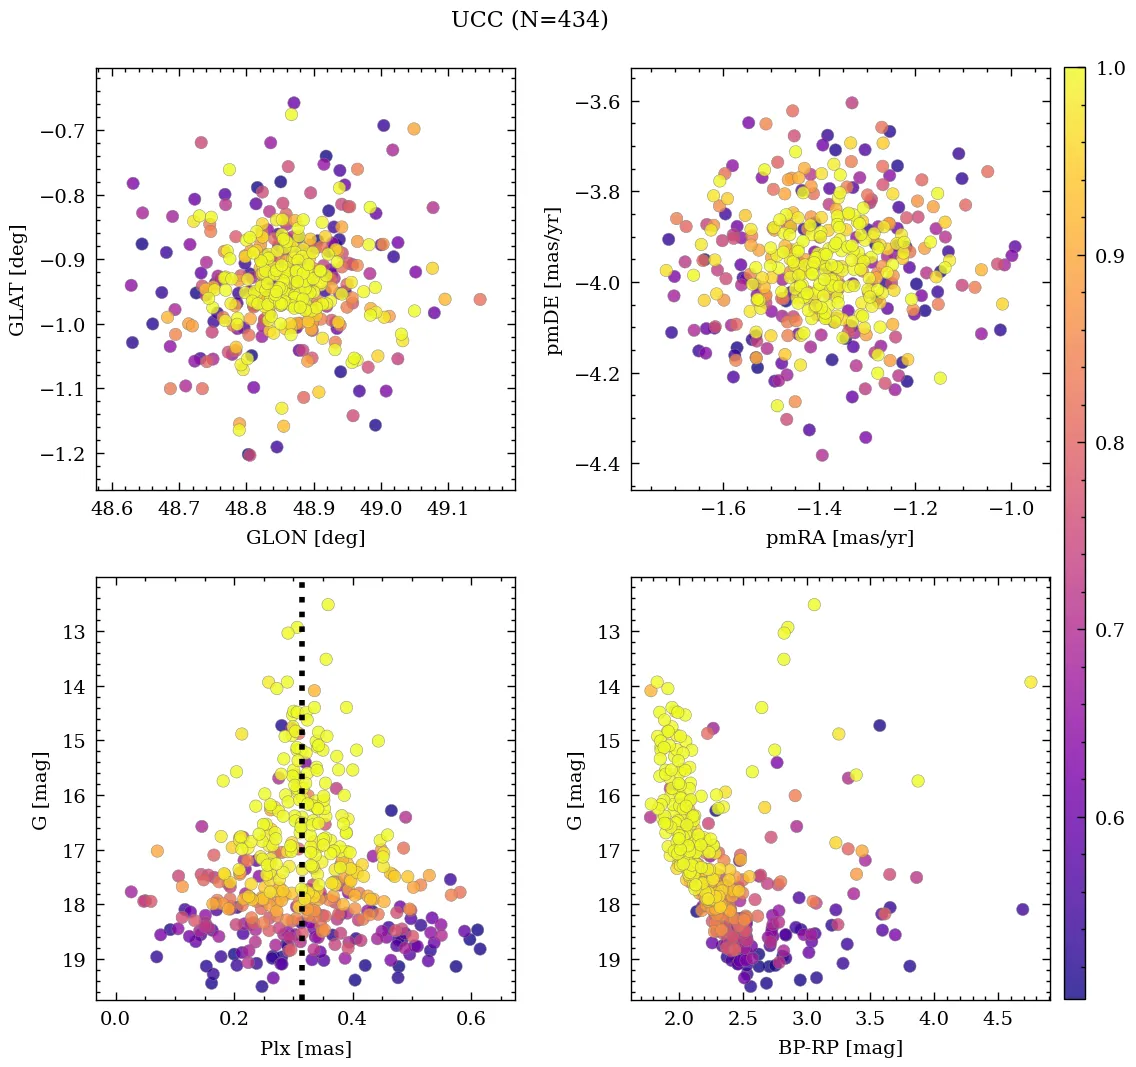 UCC (N=434)
−0.7
−0.8
−0.9
−1.0
−1.1
−1.2
GLAT [deg]
48.6 48.7 48.8 48.9 49.0 49.1
GLON [deg]
−3.6
−3.8
−4.0
−4.2
−4.4
pmDE [mas/yr]
−1.6 −1.4 −1.2 −1.0
pmRA [mas/yr]
1.0
0.9
0.8
0.7
0.6
13
14
15
16
17
18
19
G [mag]
0.0 0.2 0.4 0.6
Plx [mas]
13
14
15
16
17
18
19
G [mag]
2.0 2.5 3.0 3.5 4.0 4.5
BP-RP [mag]